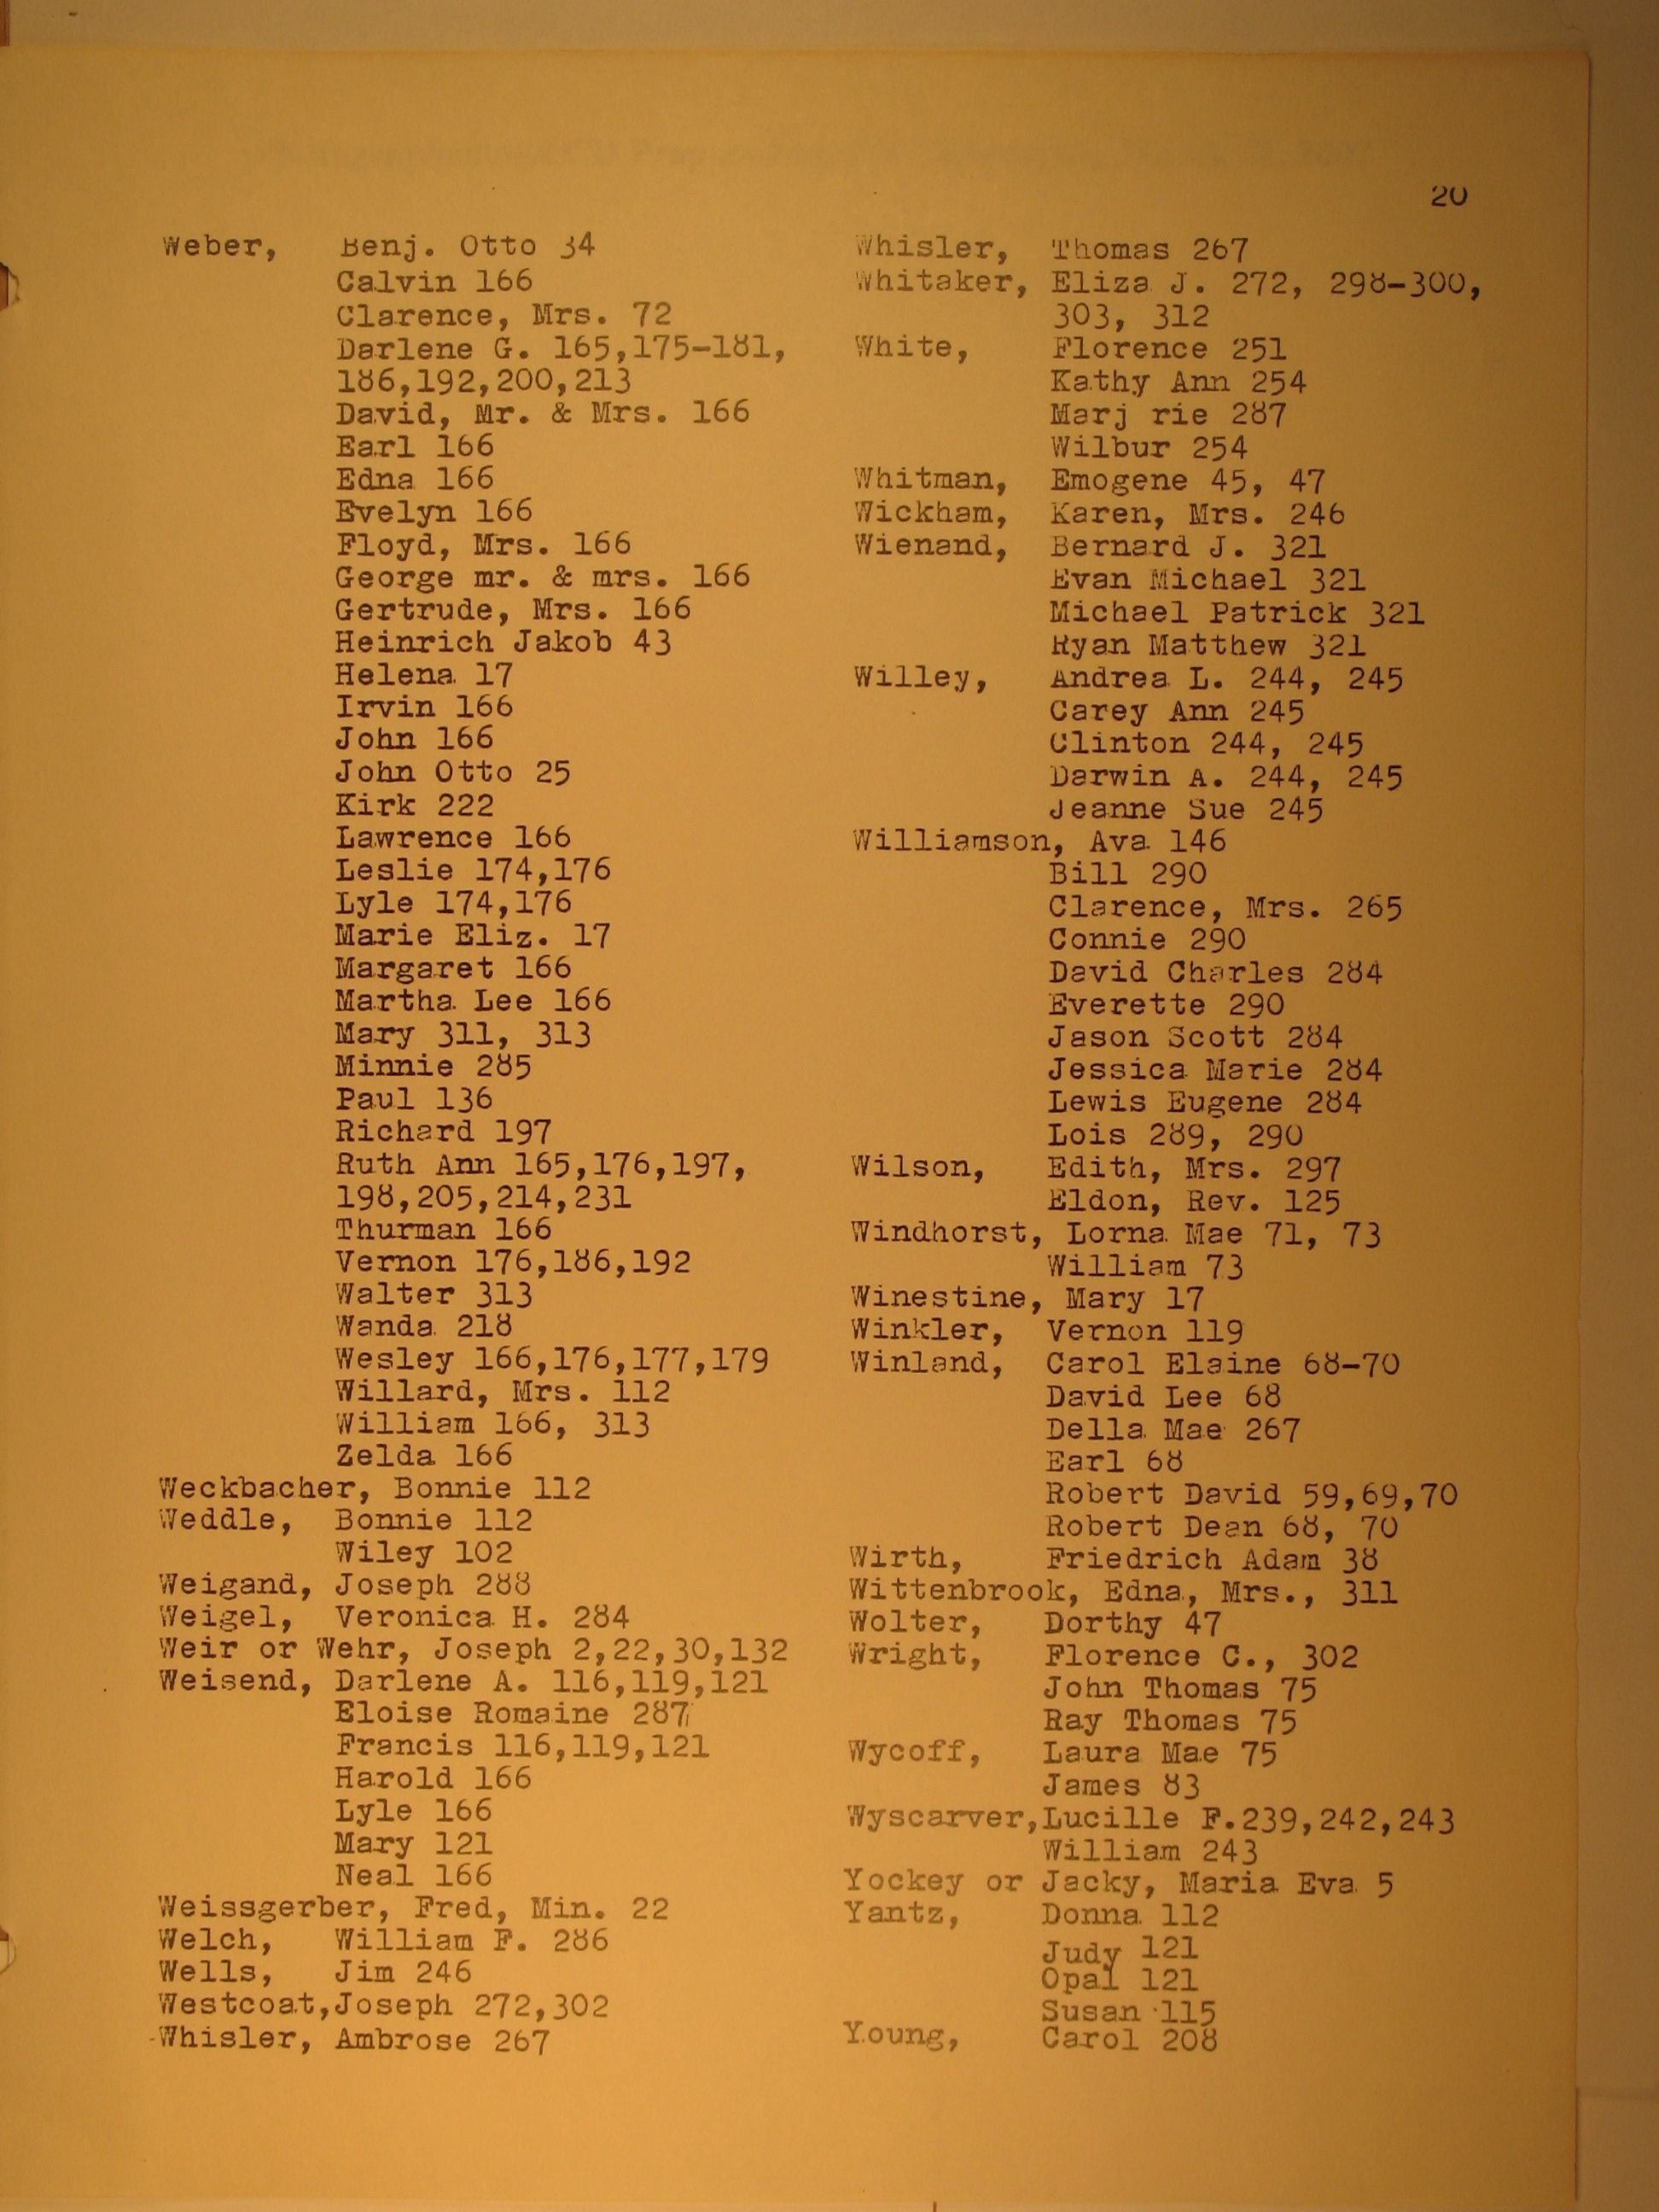 20
Weber, Benj. Otto 34
Calvin 166
Clarence, Mrs. 72
Darlene G. 165,175-181,
186,192,200,213
David, Mr. & Mrs. 166
Earl 166
Edna 166
Evelyn 166
Floyd, Mrs. 166
George mr. & mrs. 166
Gertrude, Mrs. 166
Heinrich Jakob 43
Helena 17
Irvin 166
John 166
John Otto 25
Kirk 222
Lawrence 166
Leslie 174,176
Lyle 174,176
Marie Eliz. 17
Margaret 166
Martha Lee 166
Mary 311, 313
Minnie 285
Paul 136
Richard 197
Ruth Ann 165,176,197,
198,205,214,231
Thurman 166
Vernon 176,186,192
Walter 313
Wanda 218
Wesley 166,176,177,179
Willard, Mrs. 112
William 166, 313
Zelda 166
Weckbacher, Bonnie 112
Weddle, Bonnie 112
Wiley 102
Weigand, Joseph 288
Weigel, Veronica H. 284
Weir or Wehr, Joseph 2,22,30,132
Weisend, Darlene A. 116,119,121
Eloise Romaine 287
Francis 116,119,121
Harold 166
Lyle 166
Mary 121
Neal 166
Weissgerber, Fred, Min. 22
Welch, William F. 286
Wells, Jim 246
Westcoat,Joseph 272,302
Whisler, Ambrose 267
Whisler, Thomas 267
Whitaker, Eliza J. 272, 298-300,
303, 312
White, Florence 251
Kathy Ann 254
Marj rie 287
Wilbur 254
Whitman, Emogene 45, 47
Wickham, Karen, Mrs. 246
Wienand, Bernard J. 321
Evan Michael 321
Michael Patrick 321
Ryan Matthew 321
Willey, Andrea L. 244, 245
Carey Ann 245
Clinton 244, 245
Darwin A. 244, 245
Jeanne Sue 245
Williamson, Ava 146
Bill 290
Clarence, Mrs. 265
Connie 290
David Charles 284
Everette 290
Jason Scott 284
Jessica Marie 284
Lewis Eugene 284
Lois 289, 290
Wilson, Edith, Mrs. 297
Eldon, Rev. 125
Windhorst, Lorna Mae 71, 73
William 73
Winestine, Mary 17
Winkler, Vernon 119
Winland, Carol Elaine 68-70
David Lee 68
Della Mae 267
Earl 68
Robert David 59,69,70
Robert Dean 68, 70
Wirth, Friedrich Adam 38
Wittenbrook, Edna, Mrs., 311
Wolter, Dorthy 47
Wright, Florence C., 302
John Thomas 75
Ray Thomas 75
Wycoff, Laura Mae 75
James 83
Wyscarver,Lucille F.239,242,243
William 243
Yockey or Jacky, Maria Eva 5
Yantz, Donna 112
Judy 121
Opal 121
Susan 115
Young, Carol 208